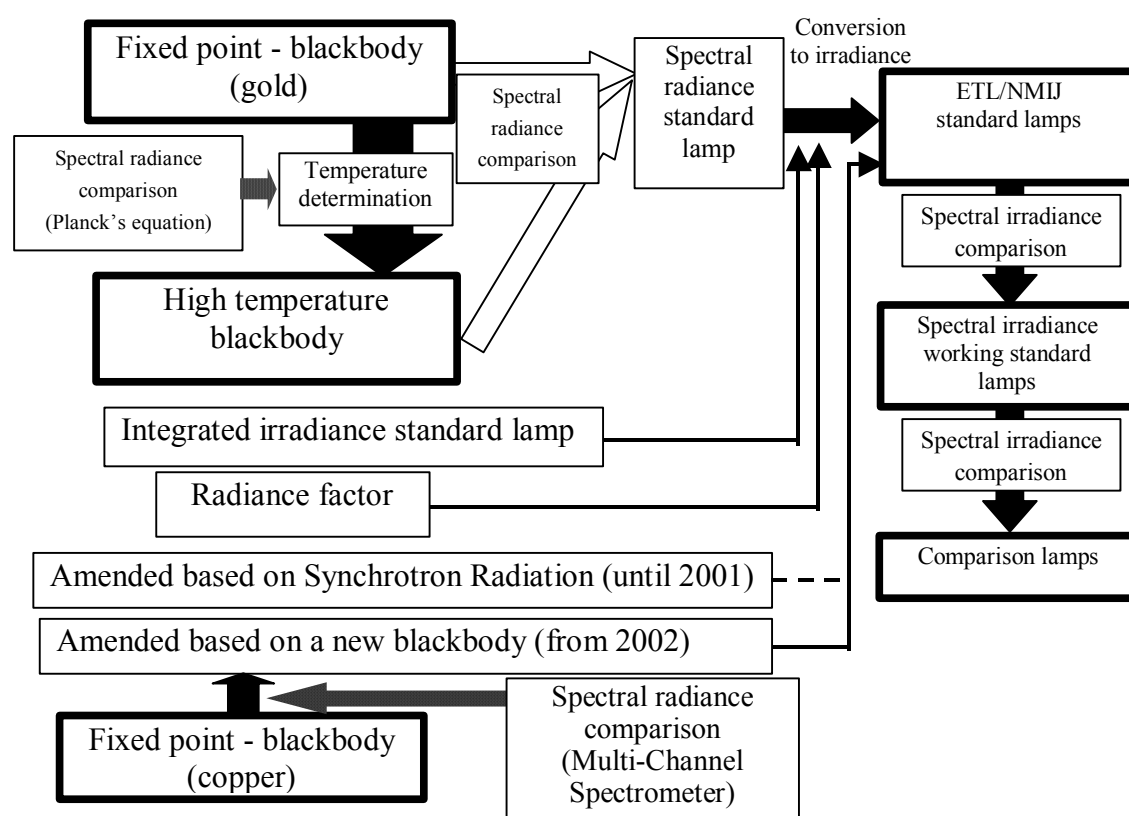 Fixed point - blackbody
(gold)
Conversion
to irradiance
Spectral
radiance
standard
lamp
ETL/NMIJ
standard lamps
Spectral
radiance
comparison
Spectral radiance
comparison
(Planck's equation)
Temperature
determination
Spectral irradiance
comparison
High temperature
blackbody
Spectral irradiance
working standard
lamps
Integrated irradiance standard lamp
Spectral irradiance
comparison
Radiance factor
Comparison lamps
Amended based on Synchrotron Radiation (until 2001)
Amended based on a new blackbody (from 2002)
Spectral radiance
comparison
(Multi-Channel
Spectrometer)
Fixed point - blackbody
(copper)